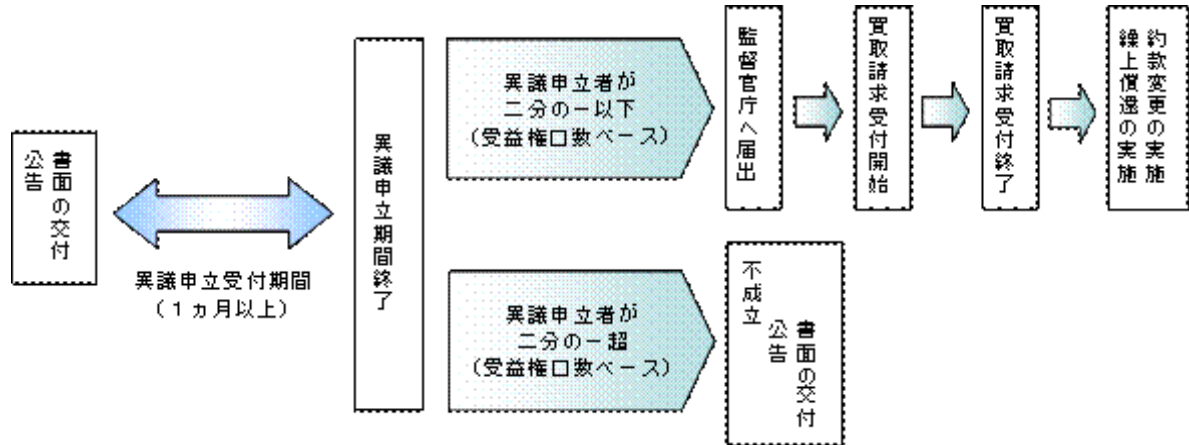 書面の交付
公告
異議申立受付期間
(１ヵ月以上)
異議申立期間終了
異議申立者が
二分の一以下
(受益権口数ベース)
監督官庁へ届出
買取請求受付開始
買取請求受付終了
約款変更の実施
繰上償還の実施
異議申立者が
二分の一超
(受益権口数ベース)
不成立
書面の交付
公告